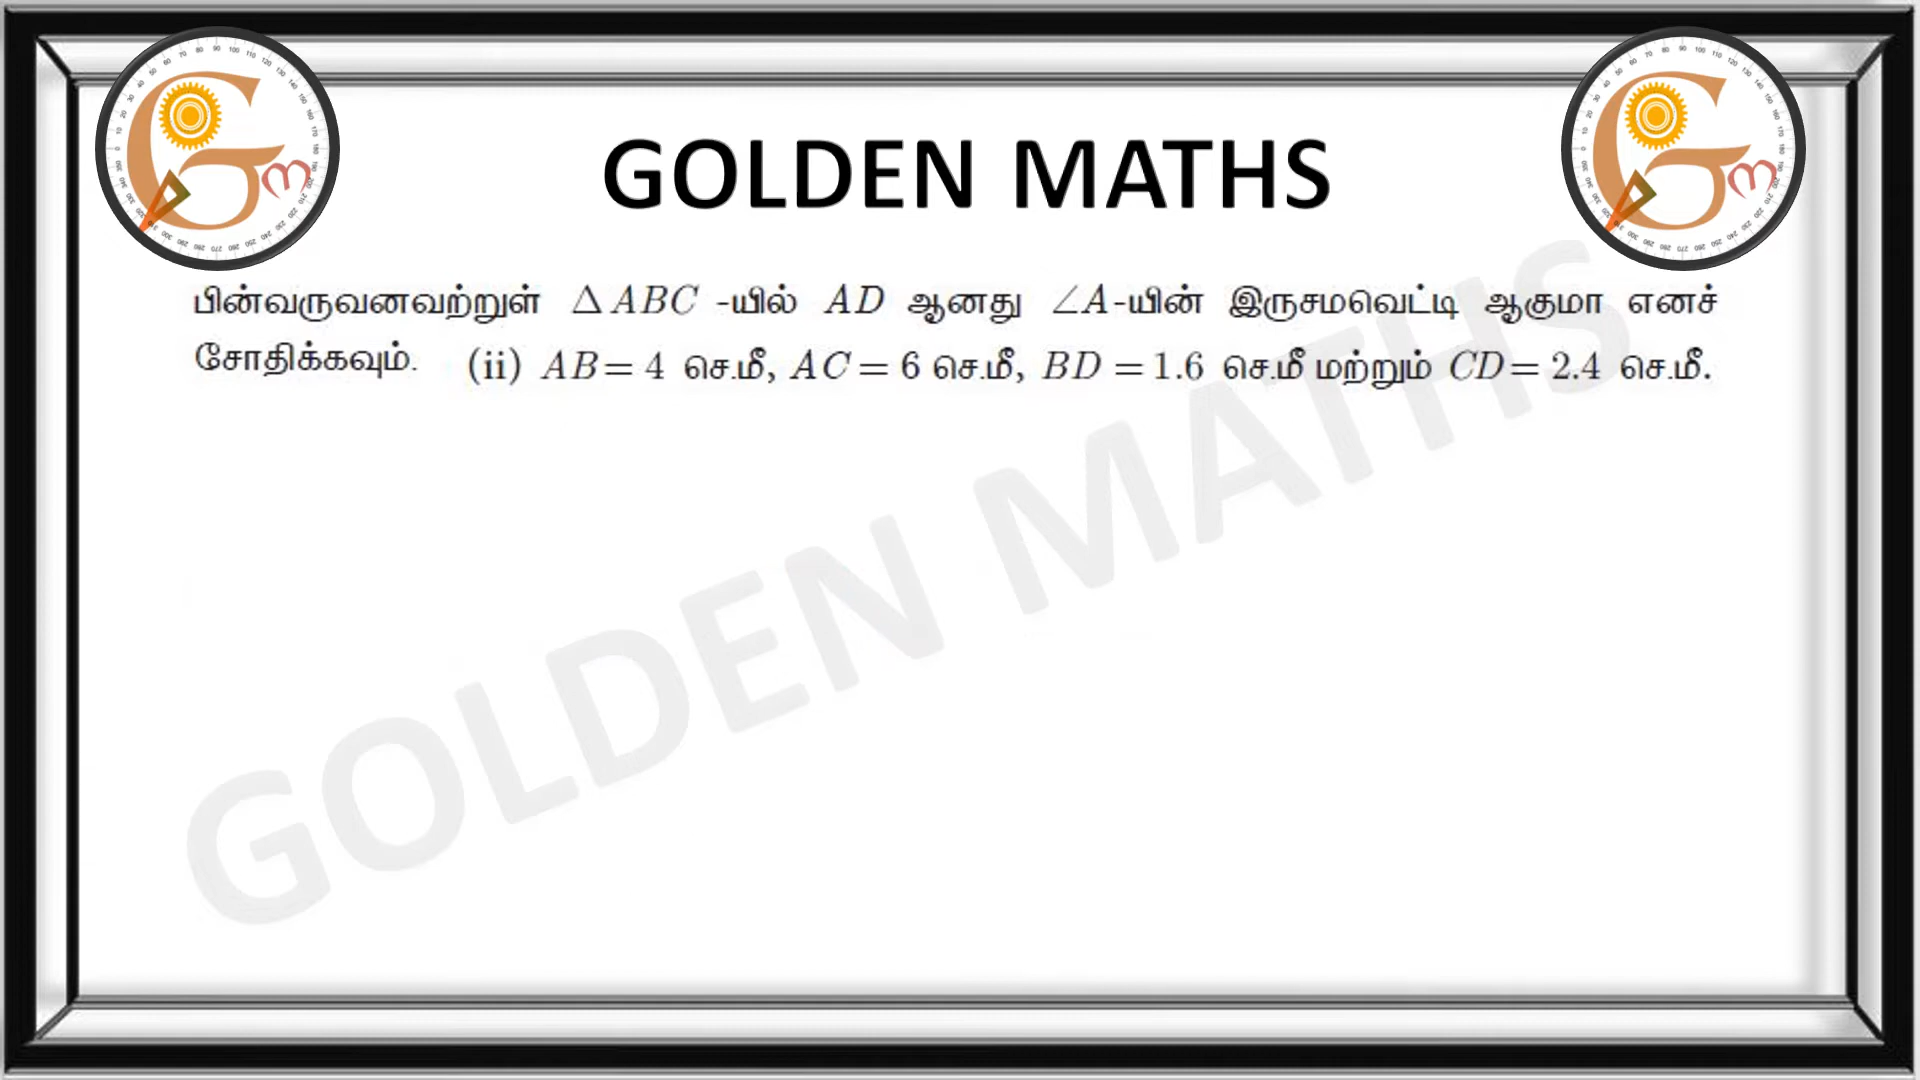 GOLDEN MATHS
பின்வருவனவற்றுள் △ ABC -யில் AD ஆனது ∠A-யின் இருசமவெட்டி ஆகுமா எனச்
சோதிக்கவும். (ii) AB = 4 செ.மீ, AC = 6 செ.மீ, BD = 1.6 செ.மீ மற்றும் CD = 2.4 செ.மீ.
GOLDEN MATHS